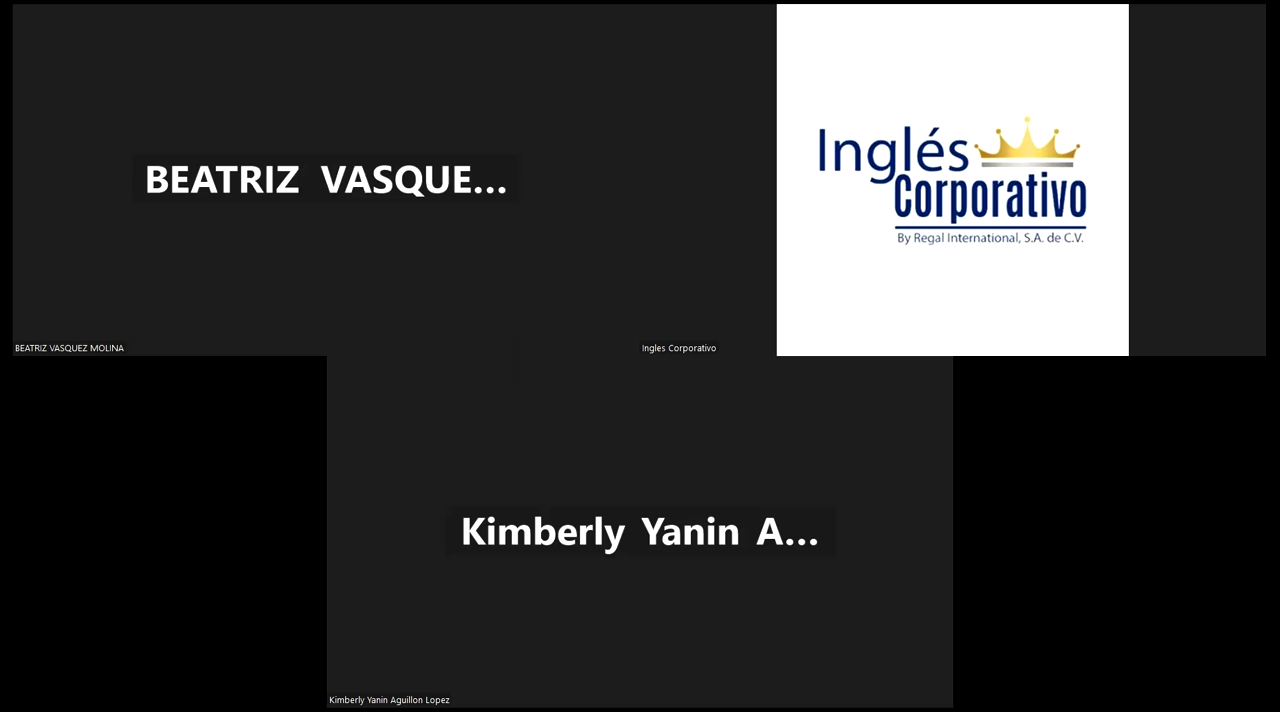 BEATRIZ VASQUE...
Inglés
Corporativo
By Regal International, S.A. de C.V.
BEATRIZ VASQUEZ MOLINA
Ingles Corporativo
Kimberly Yanin A...
Kimberly Yanin Aguillon Lopez